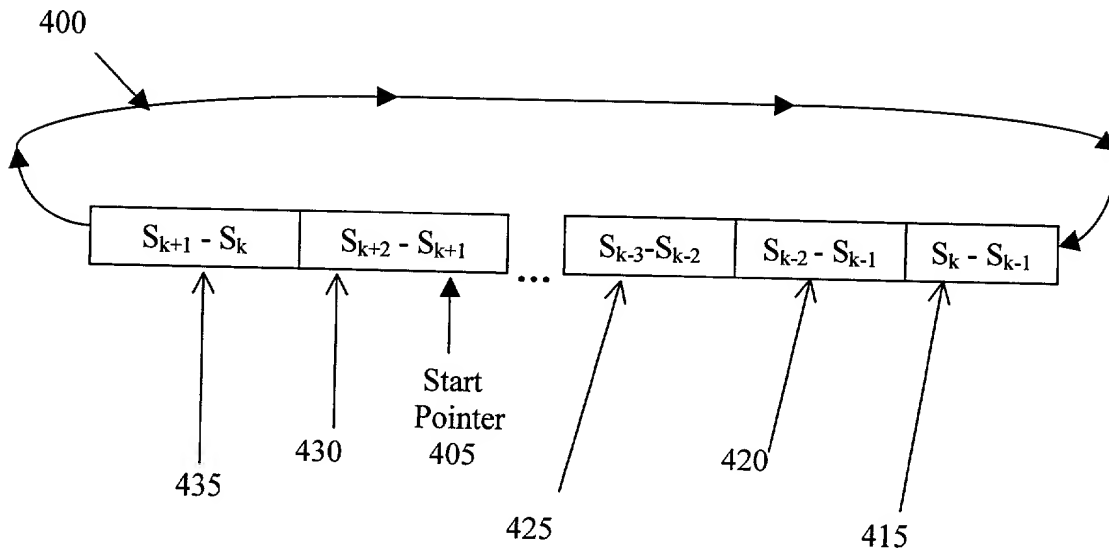 400
S_{k+1} - S_k S_{k+2} - S_{k+1} ... S_{k-3}-S_{k-2} S_{k-2} - S_{k-1} S_k - S_{k-1}
Start
Pointer
405
430
435
425
420
415